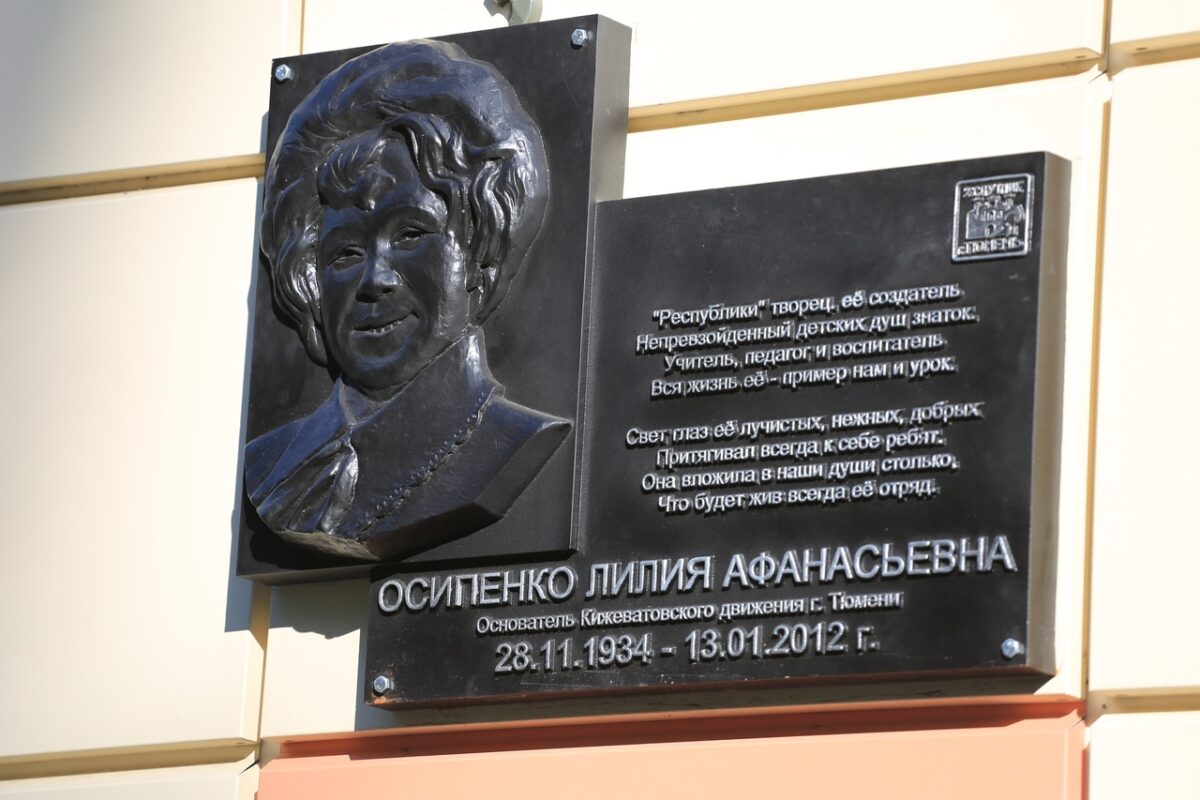 "Республики" творец, её создатель
Непревзойденный детских душ знаток.
Учитель, педагог и воспитатель
Вся жизнь её - пример нам и урок.
Свет глаз её лучистых, нежных, добрых
Притягивал всегда к себе ребят.
Она вложила в наши души столько,
Что будет жив всегда её отряд.
ОСИПЕНКО ЛИЛИЯ АФАНАСЬЕВНА
Основатель Кижеватовского движения г. Тюмени
28.11.1934 - 13.01.2012 г.